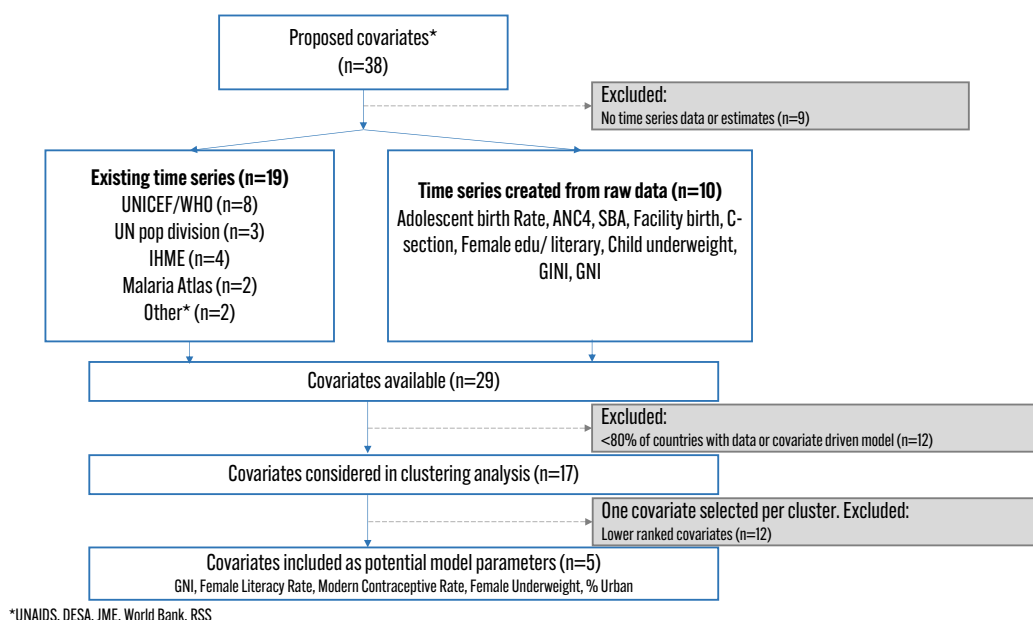 Proposed covariates*
(n=38)
Excluded:
No time series data or estimates (n=9)
Existing time series (n=19)
UNICEF/WHO (n=8)
UN pop division (n=3)
IHME (n=4)
Malaria Atlas (n=2)
Other* (n=2)
Time series created from raw data (n=10)
Adolescent birth Rate, ANC4, SBA, Facility birth, C-
section, Female edu/ literary, Child underweight,
GINI, GNI
Covariates available (n=29)
Excluded:
<80% of countries with data or covariate driven model (n=12)
Covariates considered in clustering analysis (n=17)
One covariate selected per cluster. Excluded:
Lower ranked covariates (n=12)
Covariates included as potential model parameters (n=5)
GNI, Female Literacy Rate, Modern Contraceptive Rate, Female Underweight, % Urban
*UNAIDS, DESA, JME, World Bank, RSS